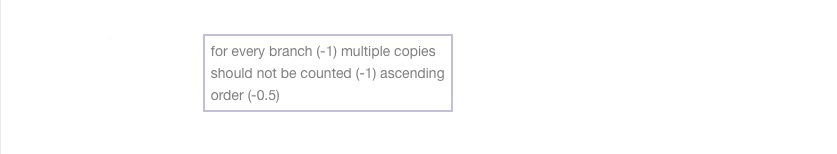 for every branch (-1) multiple copies
should not be counted (-1) ascending
order (-0.5)